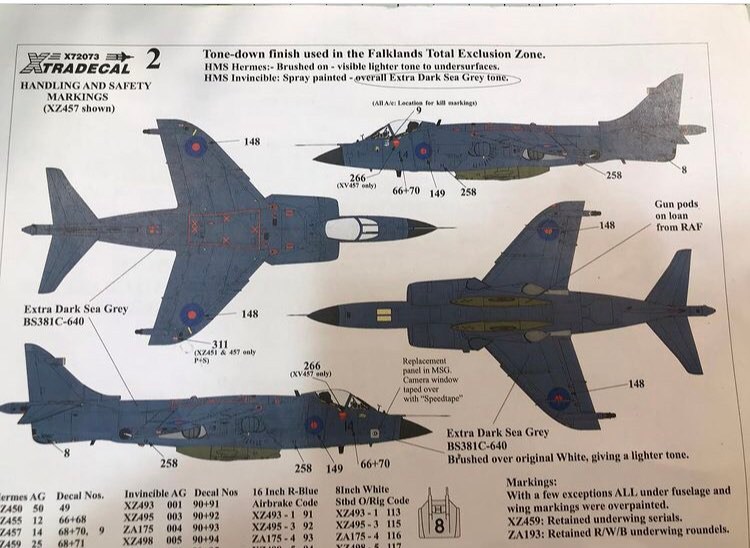 X72073
XTRADECAL
2
Tone-down finish used in the Falklands Total Exclusion Zone.
HMS Hermes:- Brushed on - visible lighter tone to undersurfaces.
HMS Invincible: Spray painted - overall Extra Dark Sea Grey tone.
HANDLING AND SAFETY
MARKINGS
(XZ457 shown)
(All A/c: Location for kill markings)
9
148
266
(XV457 only)
66+70
149
258
258
8
Gun pods
on loan
from RAF
148
Extra Dark Sea Grey
BS381C-640
148
311
(XZ451 & 457 only
P+S)
266
(XV457 only)
Replacement
panel in MSG.
Camera window
taped over
with "Speedtape"
148
Extra Dark Sea Grey
BS381C-640
Brushed over original White, giving a lighter tone.
8
258
258
149
66+70
ermes AG Decal Nos.
Z450 50 49
Z455 12 66+68
Z457 14 68+70, 9
Z459 25 68+71
Invincible AG Decal Nos
XZ493 001 90+91
XZ495 003 90+92
ZA175 004 90+93
XZ498 005 90+94
16 Inch R-Blue
Airbrake Code
XZ493 - 1 91
XZ495 - 3 92
ZA175 - 4 93
8Inch White
Stbd O/Rig Code
XZ493 - 1 113
XZ495 - 3 115
ZA175 - 4 116
8
Markings:
With a few exceptions ALL under fuselage and
wing markings were overpainted.
XZ459: Retained underwing serials.
ZA193: Retained R/W/B underwing roundels.